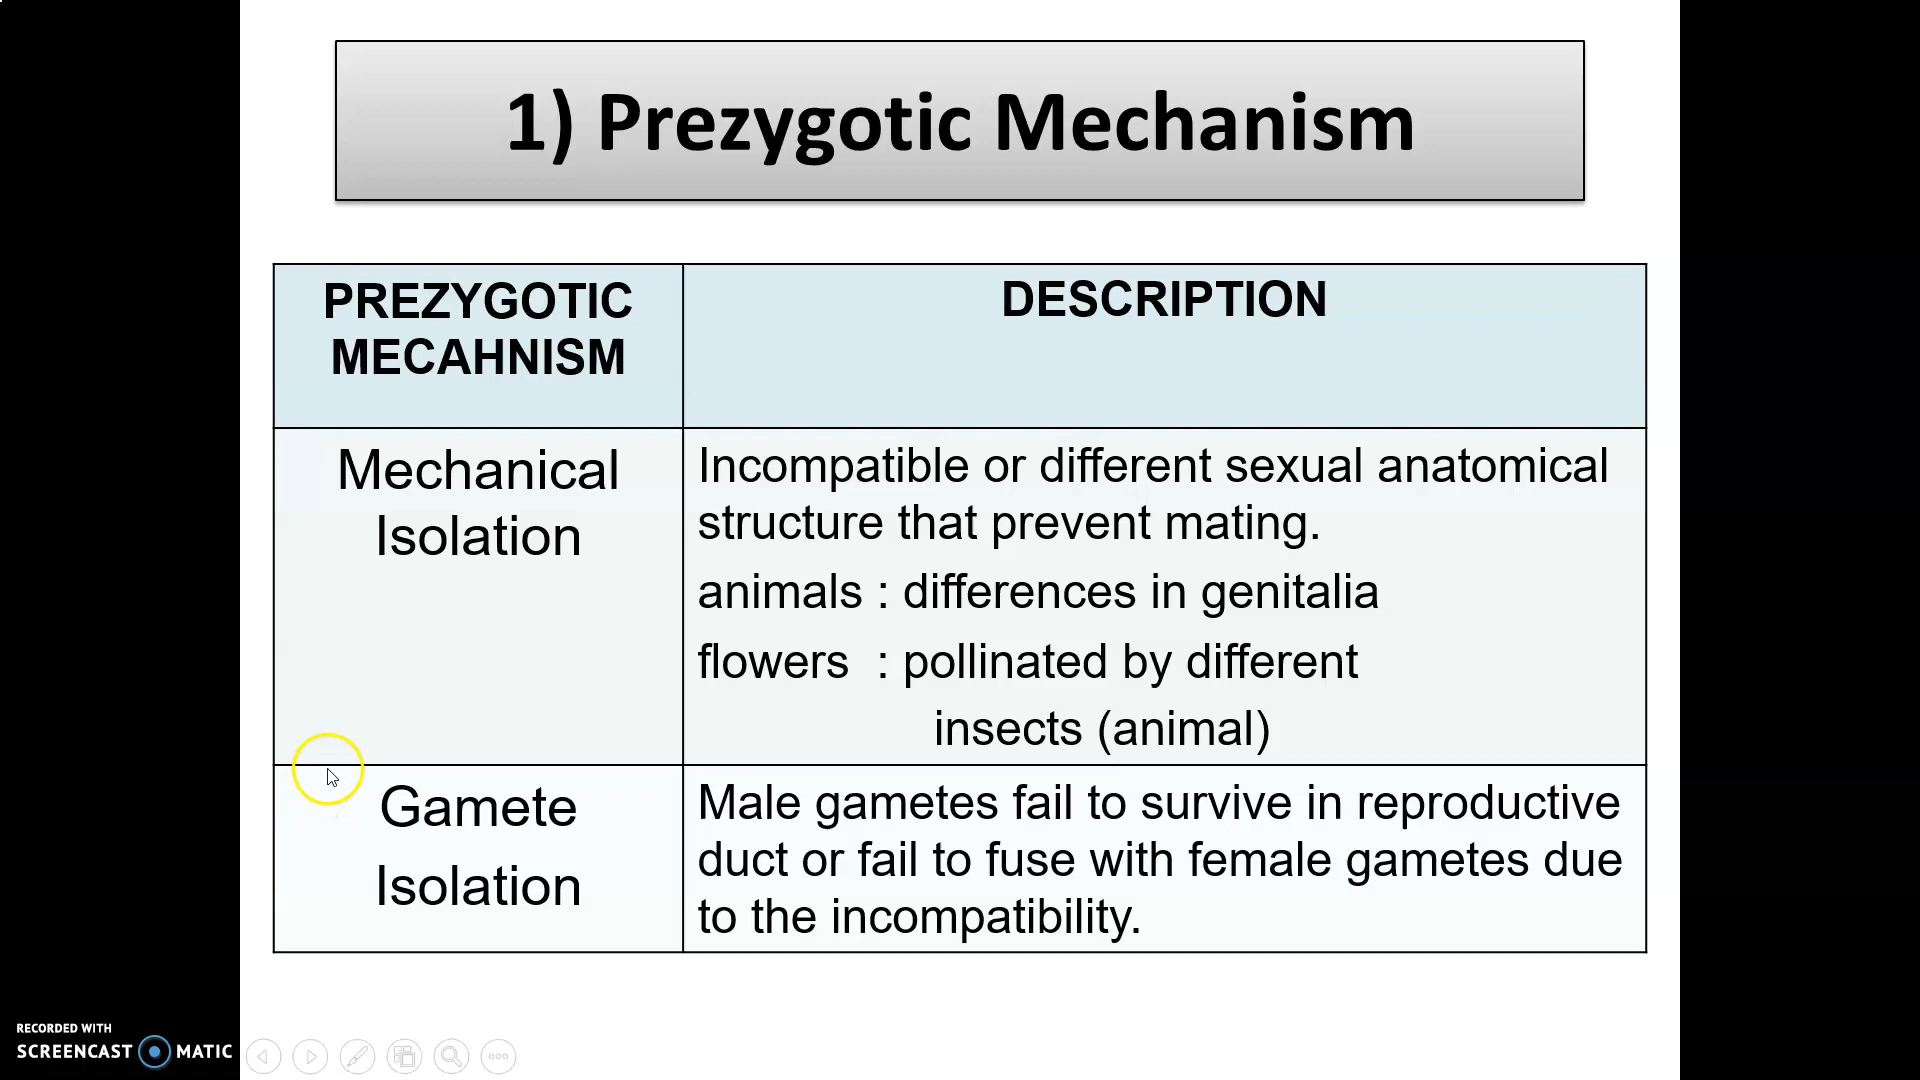 1) Prezygotic Mechanism
PREZYGOTIC
MECAHNISM
DESCRIPTION
Mechanical
Isolation
Incompatible or different sexual anatomical
structure that prevent mating.
animals : differences in genitalia
flowers : pollinated by different
insects (animal)
Gamete
Isolation
Male gametes fail to survive in reproductive
duct or fail to fuse with female gametes due
to the incompatibility.
RECORDED WITH
SCREENCAST MATIC